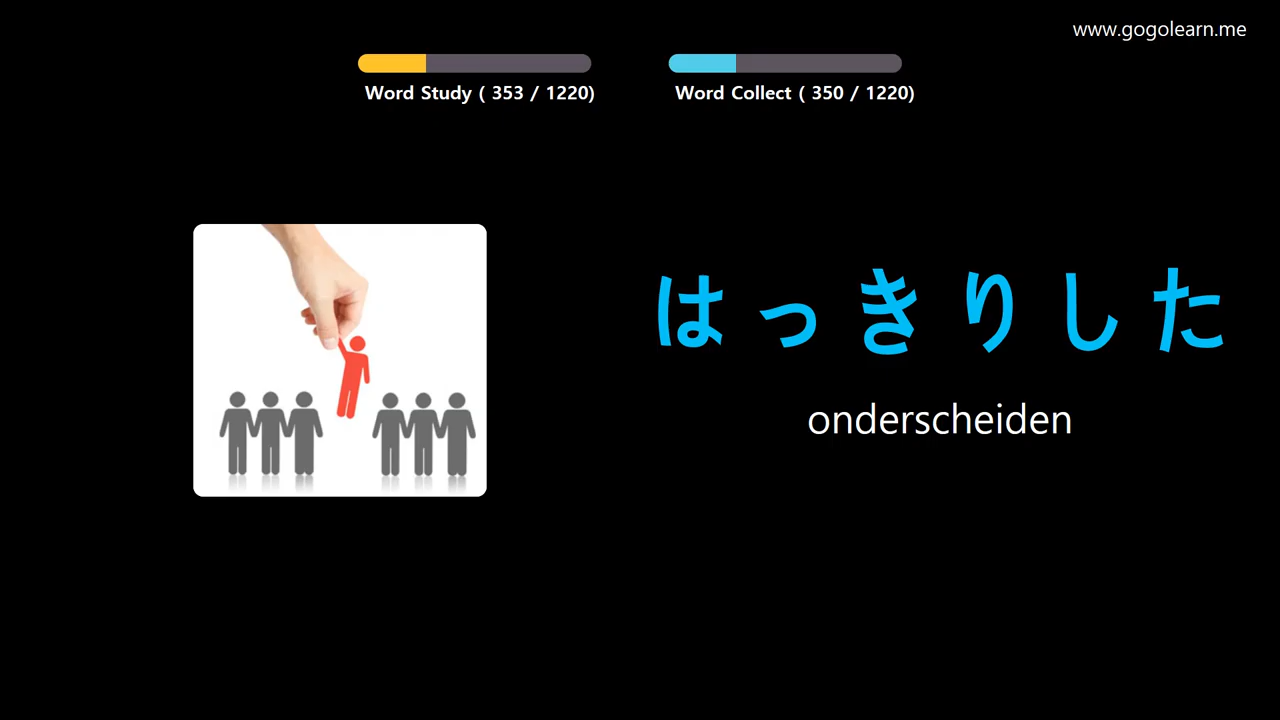 www.gogolearn.me
Word Study ( 353 / 1220)
Word Collect ( 350 / 1220)
はっきりした
onderscheiden